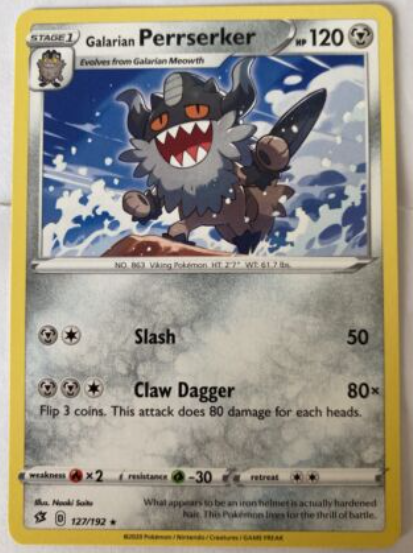 STAGE 1
Galarian Perrserker HP 120
Evolves from Galarian Meowth
NO. 863 Viking Pokémon HT: 2'7" WT: 61.7 lbs.
Slash 50
Claw Dagger 80×
Flip 3 coins. This attack does 80 damage for each heads.
weakness ×2 resistance -30 retreat
Illus. Naoki Saito
What appears to be an iron helmet is actually hardened
hair. This Pokémon lives for the thrill of battle.
D 127/192 ★
©2020 Pokémon / Nintendo / Creatures / GAME FREAK